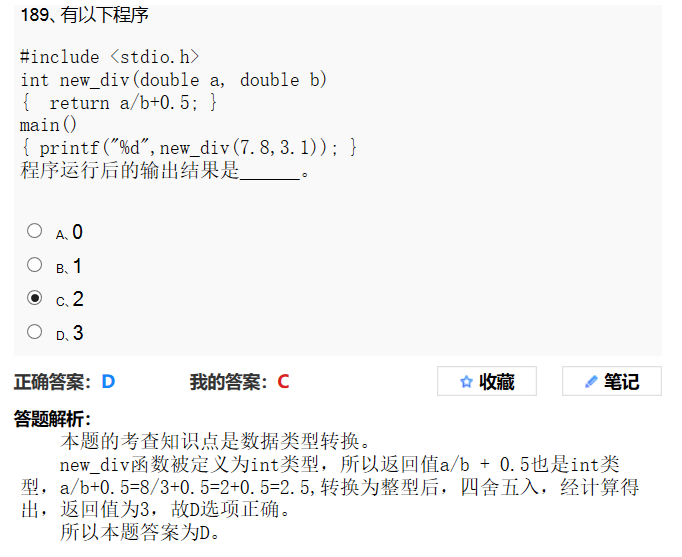 189、有以下程序
#include <stdio.h>
int new_div(double a, double b)
{  return a/b+0.5; }
main()
{ printf("%d",new_div(7.8,3.1)); }
程序运行后的输出结果是______。
A、0
B、1
C、2
D、3
正确答案： D 我的答案： C 收藏 笔记
答题解析：
本题的考查知识点是数据类型转换。
new_div函数被定义为int类型，所以返回值a/b + 0.5也是int类
型，a/b+0.5=8/3+0.5=2+0.5=2.5,转换为整型后，四舍五入，经计算得
出，返回值为3，故D选项正确。
所以本题答案为D。